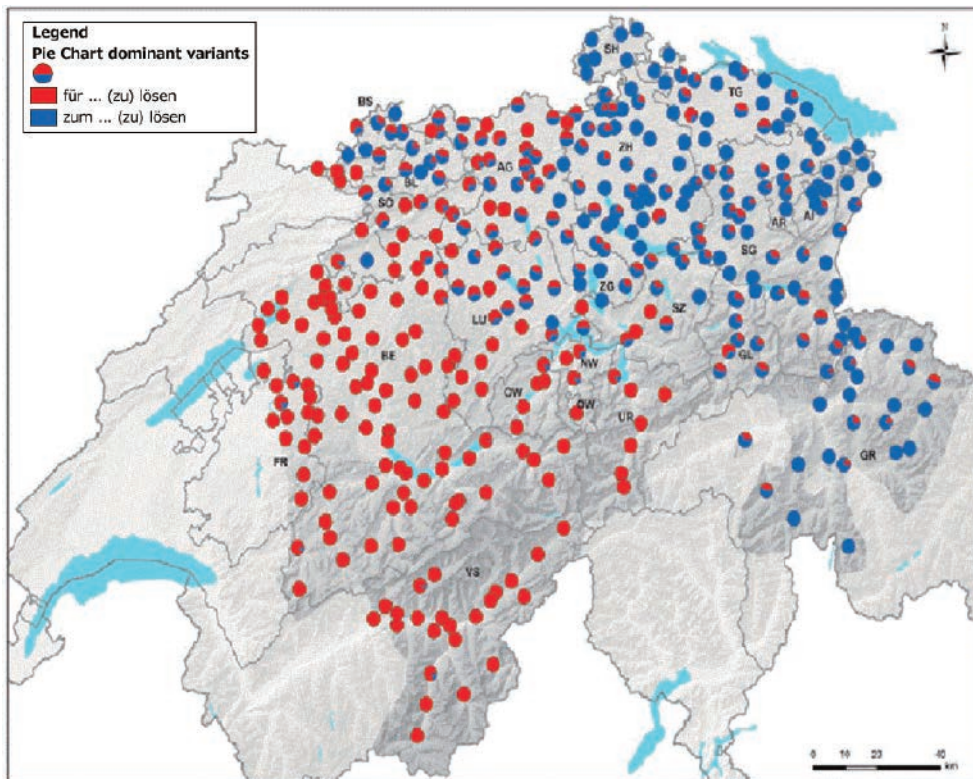 Legend
Pie Chart dominant variants
für ... (zu) lösen
zum ... (zu) lösen
N
SH
BS
TG
ZH
BL
AG
SO
AR
AI
SG
ZG
LU
SZ
BE
NW
GL
OW
OW
UR
FR
GR
VS
0 10 20 40
km